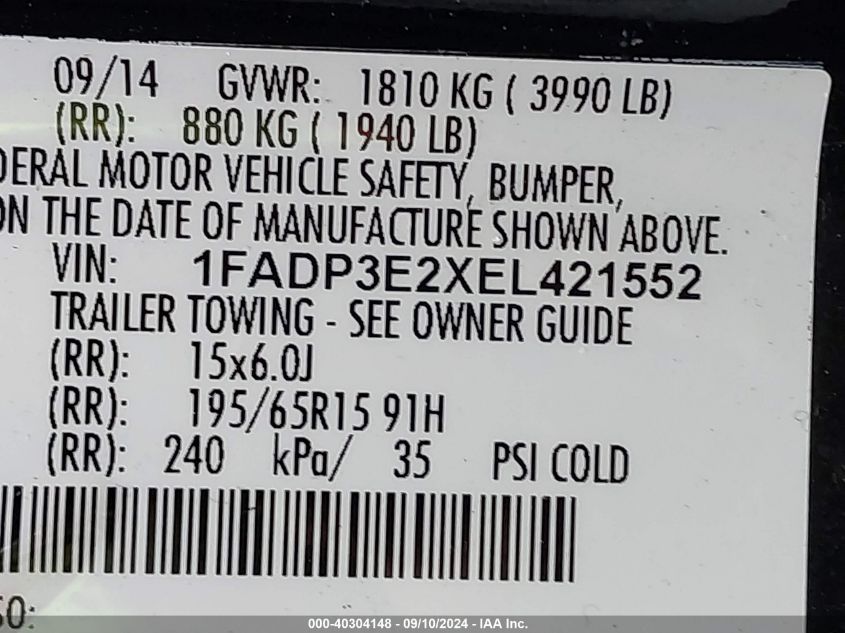 09/14 GVWR: 1810 KG ( 3990 LB)
(RR): 880 KG ( 1940 LB)
DERAL MOTOR VEHICLE SAFETY, BUMPER,
ON THE DATE OF MANUFACTURE SHOWN ABOVE.
VIN: 1FADP3E2XEL421552
TRAILER TOWING - SEE OWNER GUIDE
(RR): 15x6.0J
(RR): 195/65R15 91H
(RR): 240 kPa/ 35 PSI COLD
50:
000-40304148 - 09/10/2024 - IAA Inc.